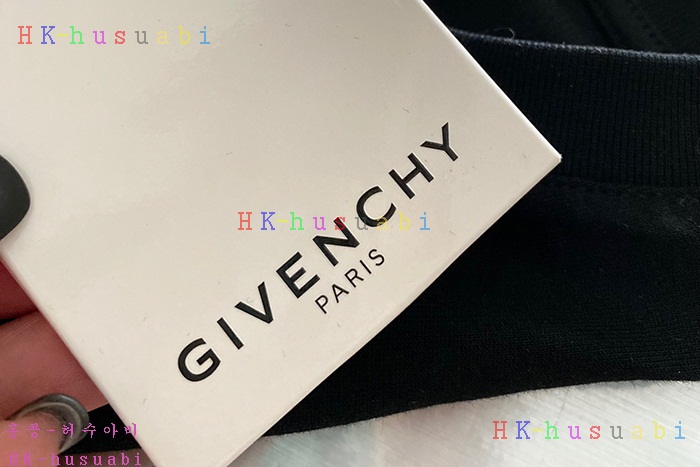 HK-husuabi
GIVENCHY
PARIS
HK-husuabi
홍콩-허수아비
HK-husuabi
HK-husuabi